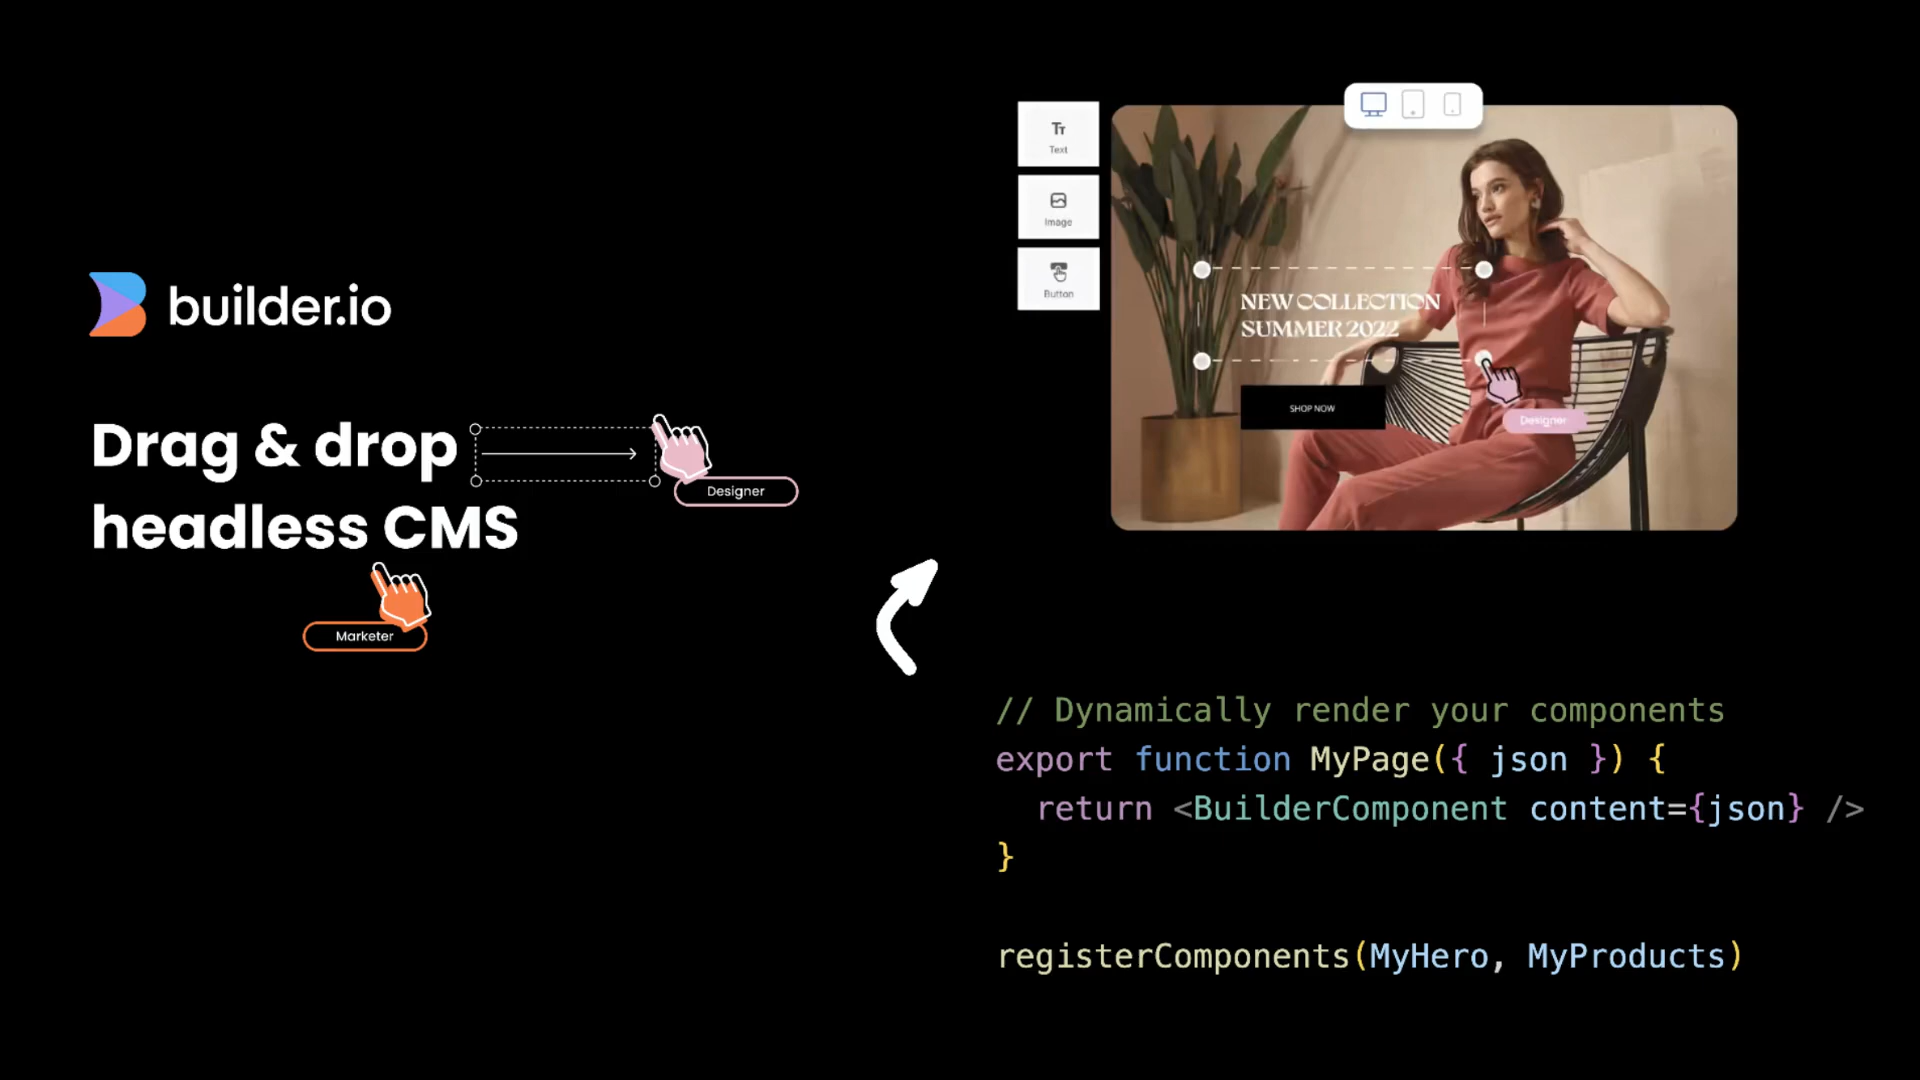 builder.io
Drag & drop
Designer
headless CMS
Marketer
Text
Image
Button
NEW COLLECTION
SUMMER 2022
SHOP NOW
Designer
// Dynamically render your components
export function MyPage({ json }) {
  return <BuilderComponent content={json} />
}
registerComponents(MyHero, MyProducts)